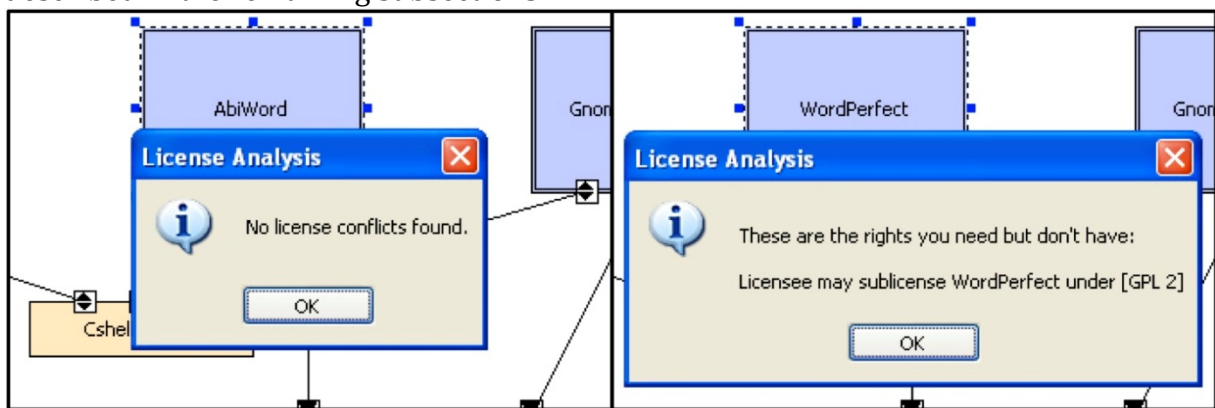 AbiWord
Gnon
License Analysis
No license conflicts found.
OK
Cshel
WordPerfect
Gnon
License Analysis
These are the rights you need but don't have:
Licensee may sublicense WordPerfect under [GPL 2]
OK